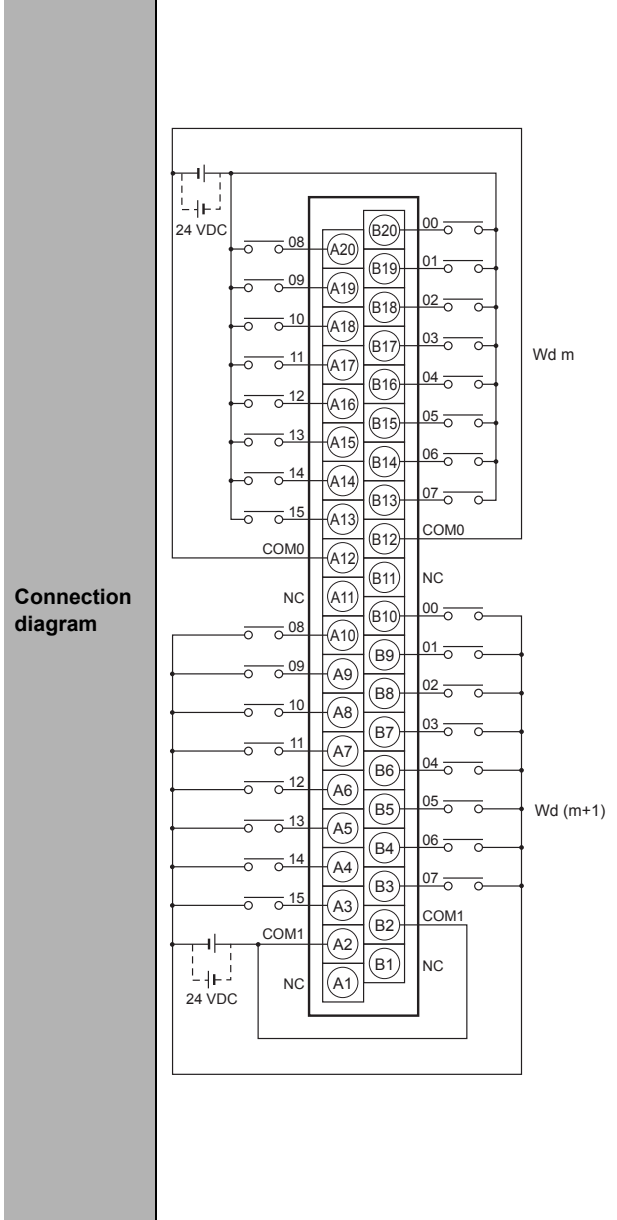 Connection
diagram
24 VDC
08 A20 B20 00
09 A19 B19 01
10 A18 B18 02
11 A17 B17 03
Wd m
12 A16 B16 04
13 A15 B15 05
14 A14 B14 06
15 A13 B13 07
COM0 A12 B12 COM0
NC A11 B11 NC
08 A10 B10 00
09 A9 B9 01
10 A8 B8 02
11 A7 B7 03
12 A6 B6 04
13 A5 B5 05
Wd (m+1)
14 A4 B4 06
15 A3 B3 07
COM1 A2 B2 COM1
NC A1 B1 NC
24 VDC